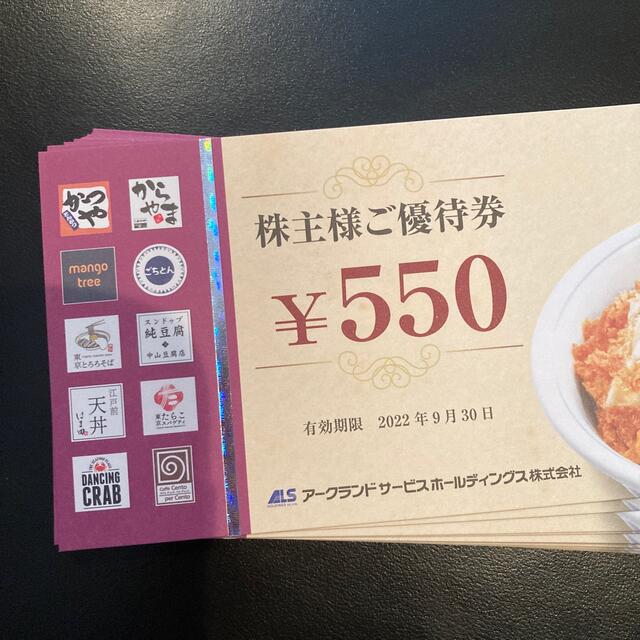 かつや
からやま
mango
tree
ごちとん
東京とろろそば
スンドゥブ
純豆腐
中山豆腐店
江戸前
天丼
はま田
東京たらこスパゲティ
THE SEAFOOD HOUSE
DANCING
CRAB
Caffe Cento
per Cento
株主様ご優待券
¥550
有効期限 2022年9月30日
ALS
アークランドサービスホールディングス株式会社